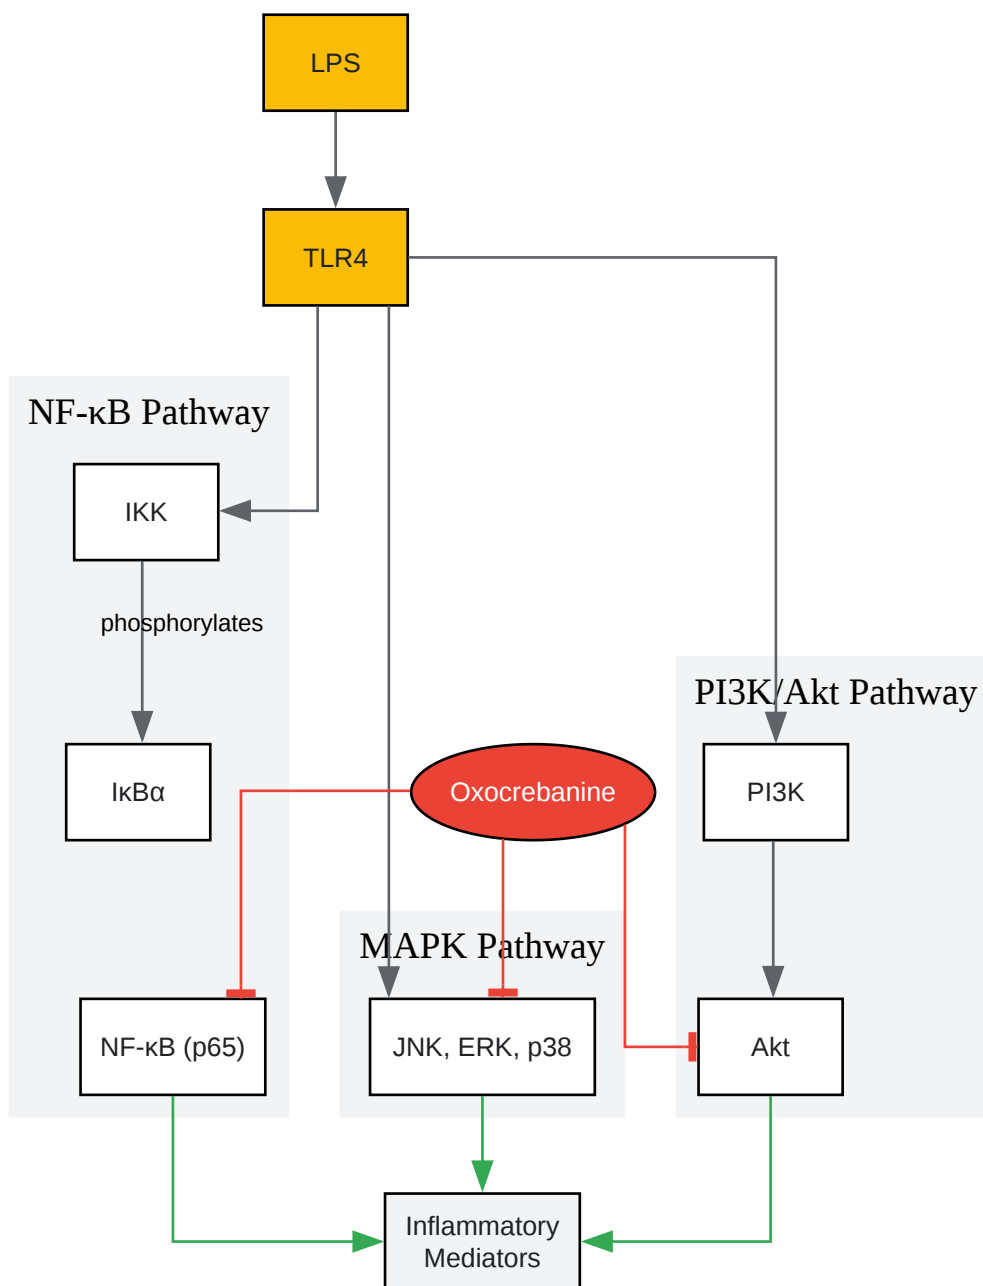 LPS
TLR4
NF-κB Pathway
IKK
phosphorylates
PI3K/Akt Pathway
IκBα
Oxocrebanine
PI3K
MAPK Pathway
NF-κB (p65)
JNK, ERK, p38
Akt
Inflammatory
Mediators